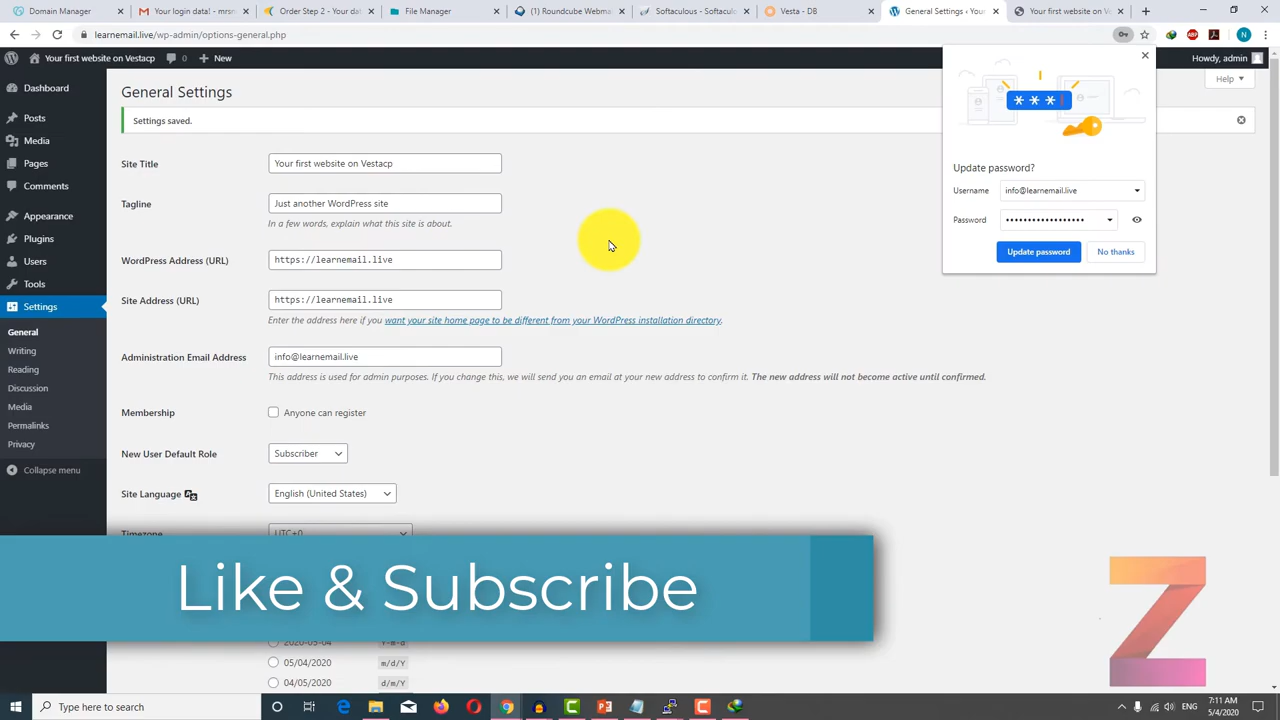 Domain Manager
Your login data! - mrsn
Order Step 2 - Your dat
File Manager
(1) Roundcube Webma
Softaculous - Softacul
Vesta - DB
General Settings ‹ Your
Your first website on V
learnemail.live/wp-admin/options-general.php
ABP
N
Your first website on Vestacp
0
New
Howdy, admin
Help
Dashboard
Posts
Media
Pages
Comments
Appearance
Plugins
Users
Tools
Settings
General
Writing
Reading
Discussion
Media
Permalinks
Privacy
Collapse menu
General Settings
Settings saved.
Site Title
Your first website on Vestacp
Tagline
Just another WordPress site
In a few words, explain what this site is about.
WordPress Address (URL)
https://learnemail.live
Site Address (URL)
https://learnemail.live
Enter the address here if you want your site home page to be different from your WordPress installation directory.
Administration Email Address
info@learnemail.live
This address is used for admin purposes. If you change this, we will send you an email at your new address to confirm it. The new address will not become active until confirmed.
Membership
Anyone can register
New User Default Role
Subscriber
Site Language
English (United States)
Timezone
UTC+0
2020-05-04
Y-m-d
05/04/2020
m/d/Y
04/05/2020
d/m/Y
Update password?
Username
info@learnemail.live
Password
••••••••••••••••••
Update password
No thanks
Like & Subscribe
Z
Type here to search
ENG
7:11 AM
5/4/2020